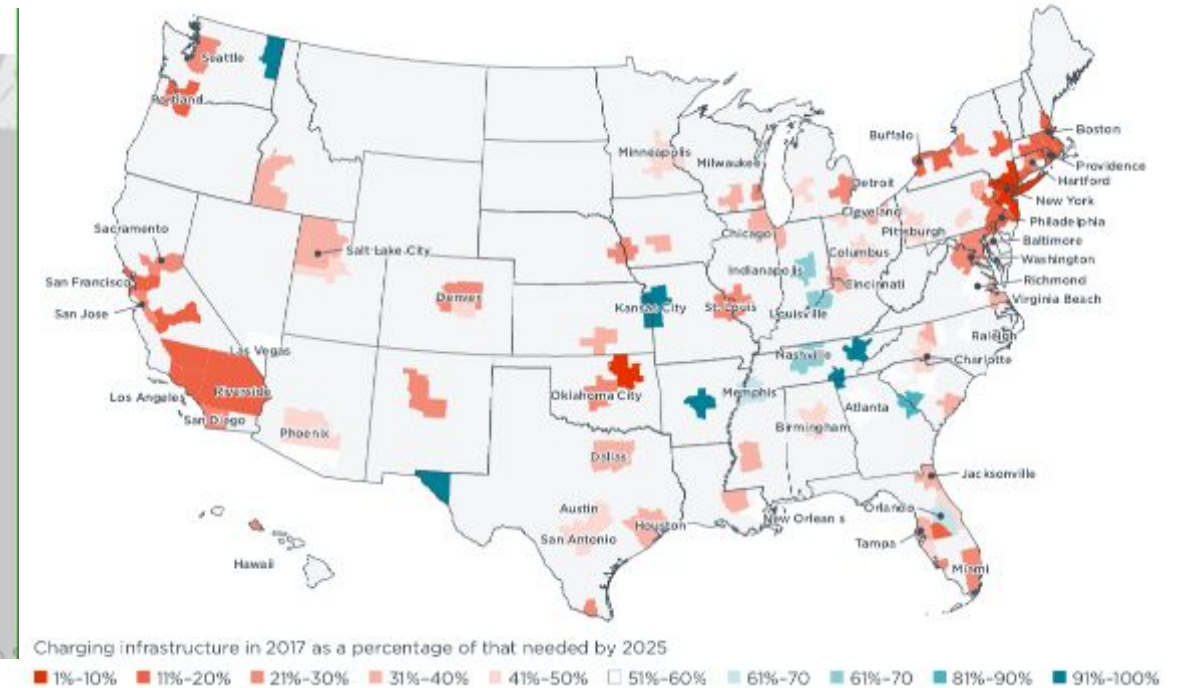 Seattle
Portland
Buffalo
Boston
Minneapolis
Milwaukee
Providence
Detroit
Hartford
New York
Cleveland
Sacramento
Chicago
Pittsburgh
Philadelphia
Salt Lake City
Columbus
Baltimore
Washington
San Francisco
Indianapolis
Cincinnati
Richmond
Denver
Kansas City
St. Louis
Louisville
Virginia Beach
San Jose
Raleigh
Las Vegas
Nashville
Charlotte
Los Angeles
Riverside
Oklahoma City
Memphis
Atlanta
San Diego
Phoenix
Birmingham
Dallas
Jacksonville
Austin
Orlando
Houston
New Orlean s
San Antonio
Tampa
Hawaii
Miami
Charging infrastructure in 2017 as a percentage of that needed by 2025
1%–10% 11%–20% 21%–30% 31%–40% 41%–50% 51%–60% 61%–70 61%–70 81%–90% 91%–100%